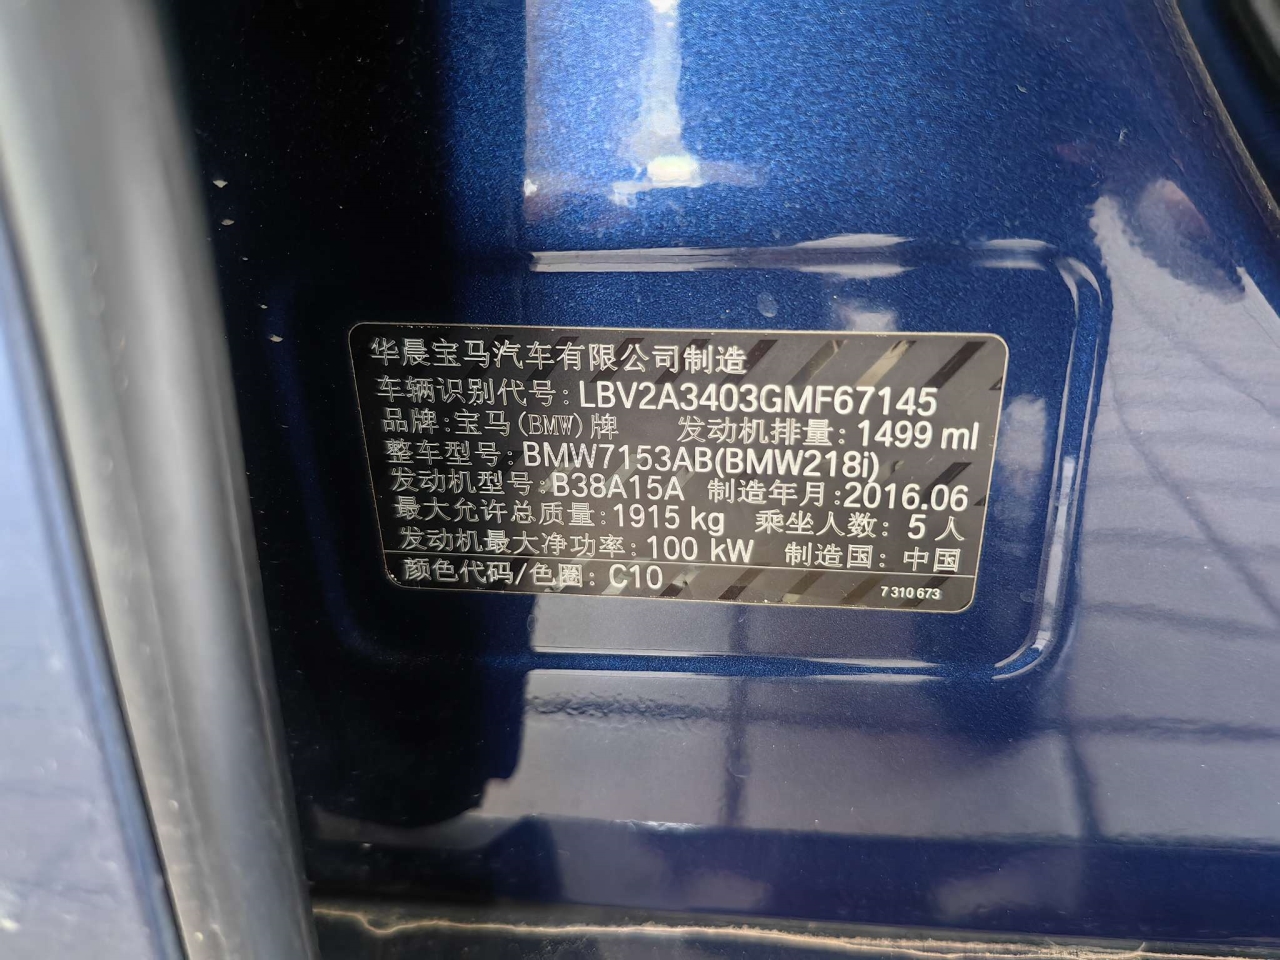 华晨宝马汽车有限公司制造
车辆识别代号: LBV2A3403GMF67145
品牌:宝马(BMW)牌 发动机排量: 1499 ml
整车型号: BMW7153AB(BMW218i)
发动机型号: B38A15A 制造年月: 2016.06
最大允许总质量: 1915 kg 乘坐人数: 5 人
发动机最大净功率: 100 kW 制造国: 中国
颜色代码/色圈: C10
7 310 673